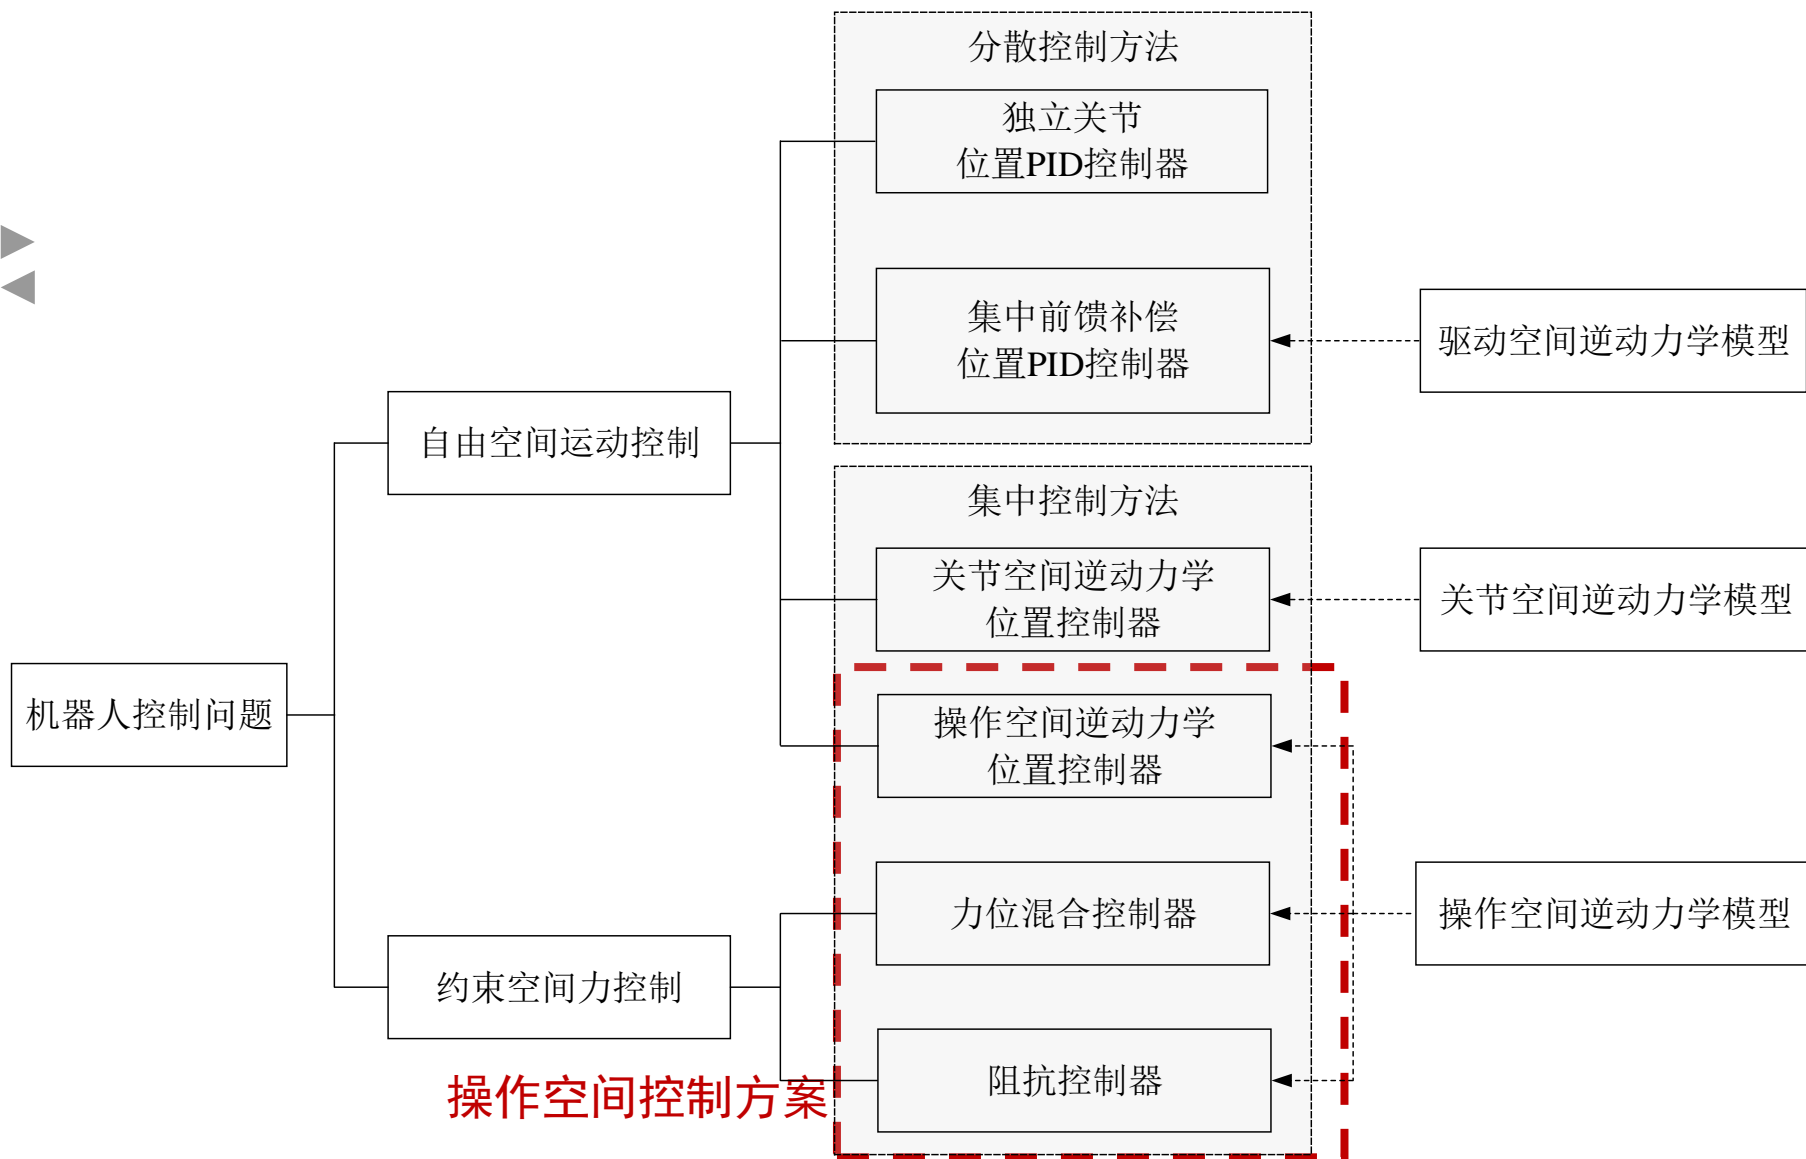 分散控制方法
独立关节
位置PID控制器
集中前馈补偿
位置PID控制器
驱动空间逆动力学模型
自由空间运动控制
集中控制方法
关节空间逆动力学
位置控制器
关节空间逆动力学模型
机器人控制问题
操作空间逆动力学
位置控制器
力位混合控制器
操作空间逆动力学模型
约束空间力控制
阻抗控制器
操作空间控制方案